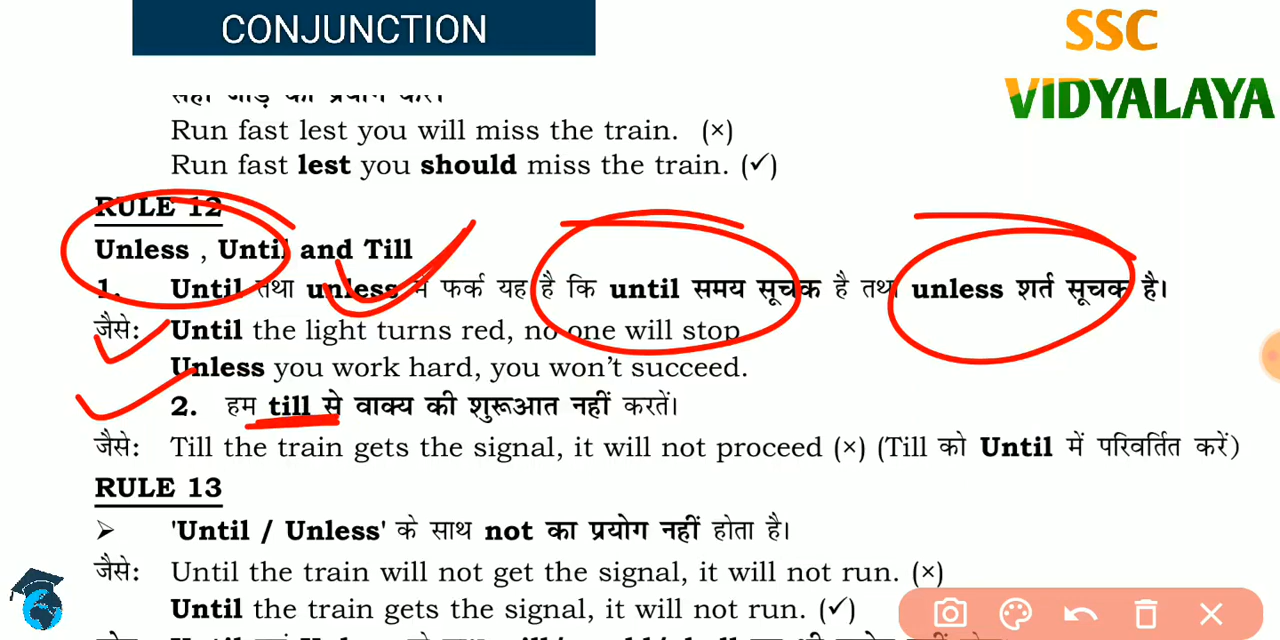 CONJUNCTION
SSC
VIDYALAYA
सही जोड़े का प्रयोग करें।
Run fast lest you will miss the train. (×)
Run fast lest you should miss the train. (✓)
RULE 12
Unless , Until and Till
1. Until तथा unless में फर्क यह है कि until समय सूचक है तथा unless शर्त सूचक है।
जैसे: Until the light turns red, no one will stop
Unless you work hard, you won't succeed.
2. हम till से वाक्य की शुरूआत नहीं करतें।
जैसे: Till the train gets the signal, it will not proceed (×) (Till को Until में परिवर्तित करें)
RULE 13
➢ 'Until / Unless' के साथ not का प्रयोग नहीं होता है।
जैसे: Until the train will not get the signal, it will not run. (×)
Until the train gets the signal, it will not run. (✓)